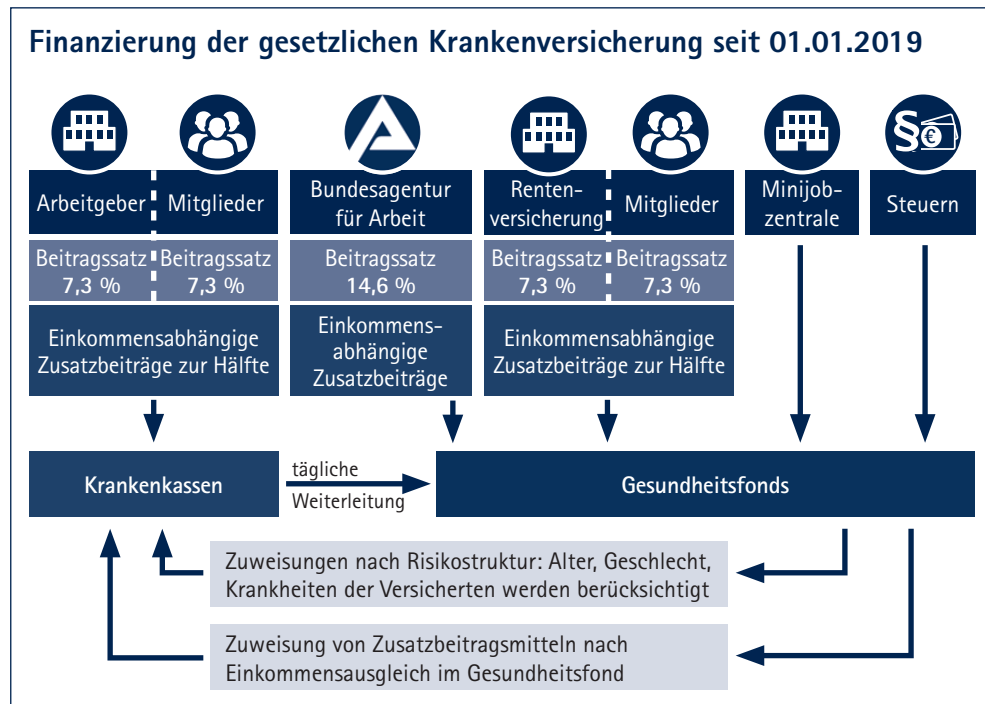 Finanzierung der gesetzlichen Krankenversicherung seit 01.01.2019
§ €
Arbeitgeber
Mitglieder
Bundesagentur
für Arbeit
Renten-
versicherung
Mitglieder
Minijob-
zentrale
Steuern
Beitragssatz
7,3 %
Beitragssatz
7,3 %
Beitragssatz
14,6 %
Beitragssatz
7,3 %
Beitragssatz
7,3 %
Einkommensabhängige
Zusatzbeiträge zur Hälfte
Einkommens-
abhängige
Zusatzbeiträge
Einkommensabhängige
Zusatzbeiträge zur Hälfte
Krankenkassen
tägliche
Weiterleitung
Gesundheitsfonds
Zuweisungen nach Risikostruktur: Alter, Geschlecht,
Krankheiten der Versicherten werden berücksichtigt
Zuweisung von Zusatzbeitragsmitteln nach
Einkommensausgleich im Gesundheitsfond